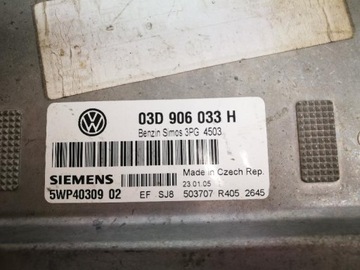 03D 906 033 H
Benzin Simos 3PG 4503
SIEMENS
5WP40309 02
Made in Czech Rep.
23.01.05
EF SJ8 503707 R405 2645